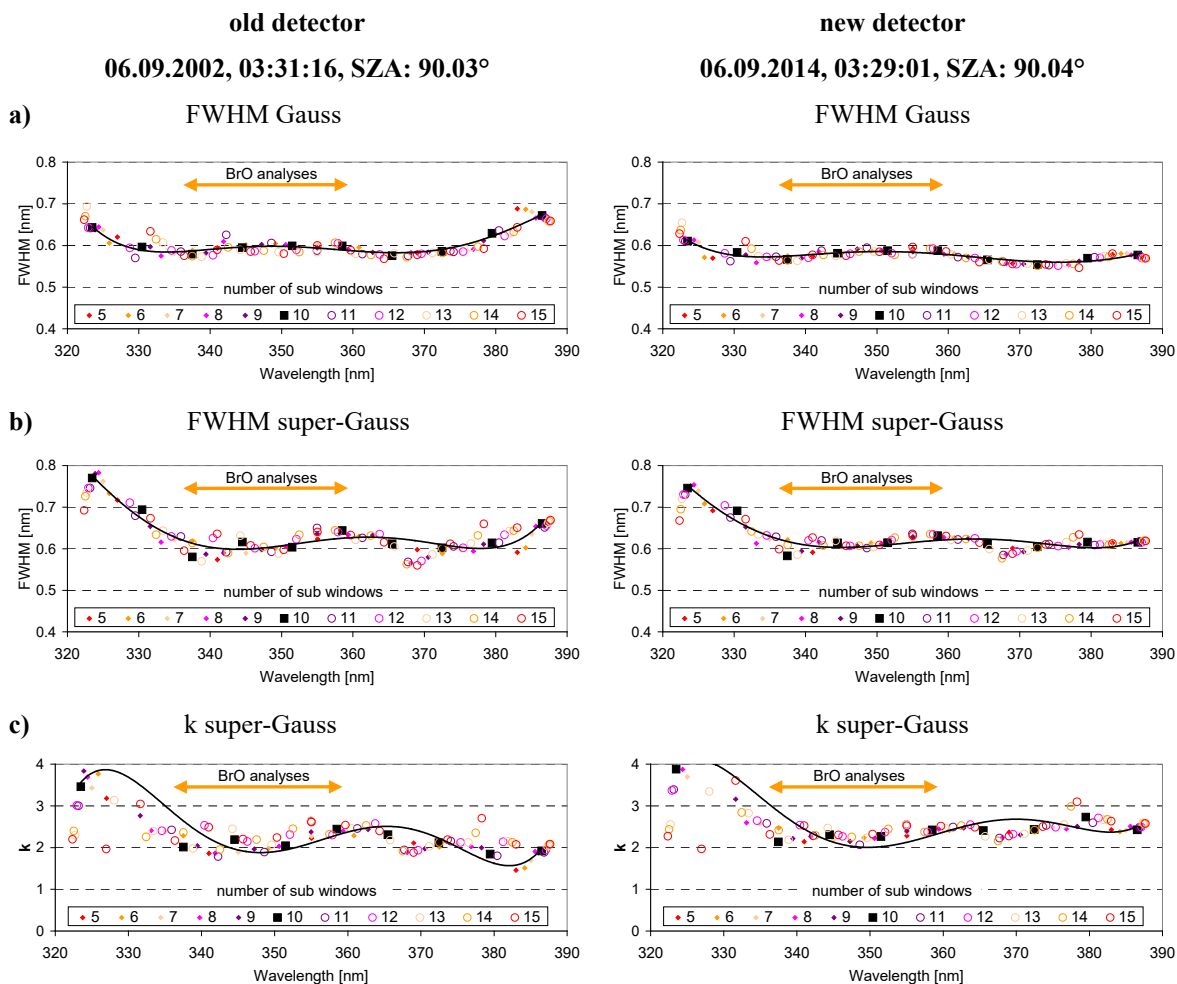 old detector
06.09.2002, 03:31:16, SZA: 90.03°
new detector
06.09.2014, 03:29:01, SZA: 90.04°
a)
FWHM Gauss
FWHM [nm]
0.8
0.7
0.6
0.5
0.4
BrO analyses
number of sub windows
5 6 7 8 9 10 11 12 13 14 15
320 330 340 350 360 370 380 390
Wavelength [nm]
FWHM Gauss
FWHM [nm]
0.8
0.7
0.6
0.5
0.4
BrO analyses
number of sub windows
5 6 7 8 9 10 11 12 13 14 15
320 330 340 350 360 370 380 390
Wavelength [nm]
b)
FWHM super-Gauss
FWHM [nm]
0.8
0.7
0.6
0.5
0.4
BrO analyses
number of sub windows
5 6 7 8 9 10 11 12 13 14 15
320 330 340 350 360 370 380 390
Wavelength [nm]
FWHM super-Gauss
FWHM [nm]
0.8
0.7
0.6
0.5
0.4
BrO analyses
number of sub windows
5 6 7 8 9 10 11 12 13 14 15
320 330 340 350 360 370 380 390
Wavelength [nm]
c)
k super-Gauss
k
4
3
2
1
0
BrO analyses
number of sub windows
5 6 7 8 9 10 11 12 13 14 15
320 330 340 350 360 370 380 390
Wavelength [nm]
k super-Gauss
k
4
3
2
1
0
BrO analyses
number of sub windows
5 6 7 8 9 10 11 12 13 14 15
320 330 340 350 360 370 380 390
Wavelength [nm]